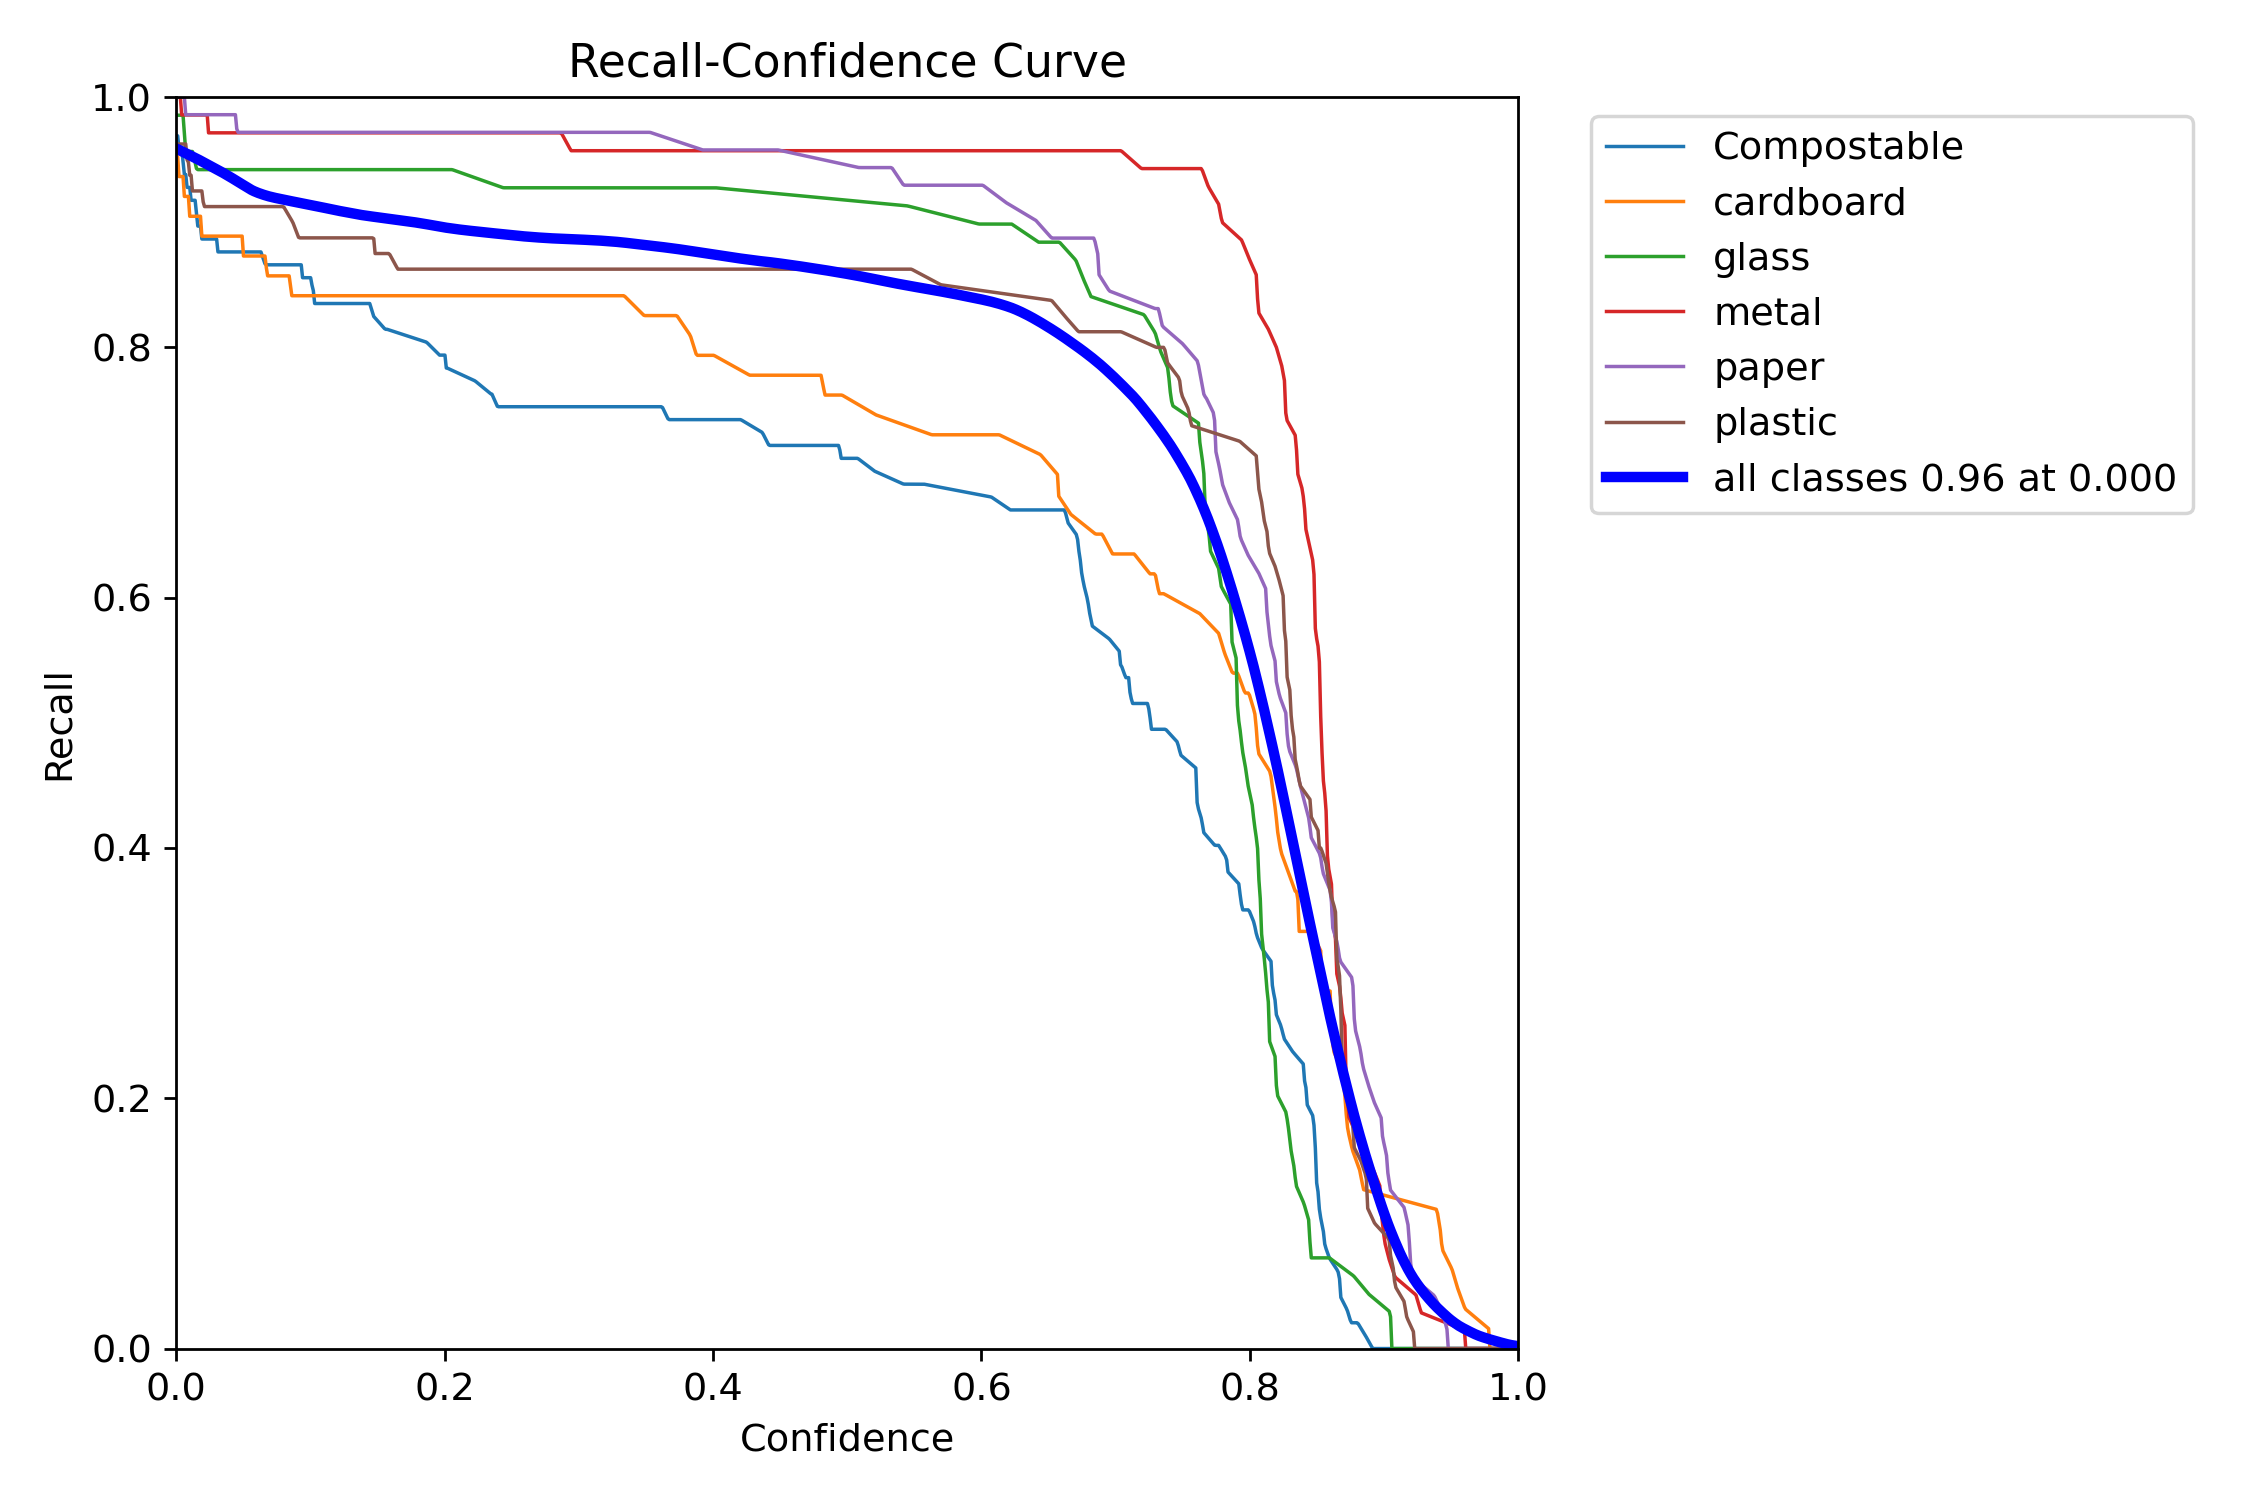 Recall-Confidence Curve
1.0
0.8
0.6
0.4
0.2
0.0
Recall
0.0 0.2 0.4 0.6 0.8 1.0
Confidence
Compostable
cardboard
glass
metal
paper
plastic
all classes 0.96 at 0.000